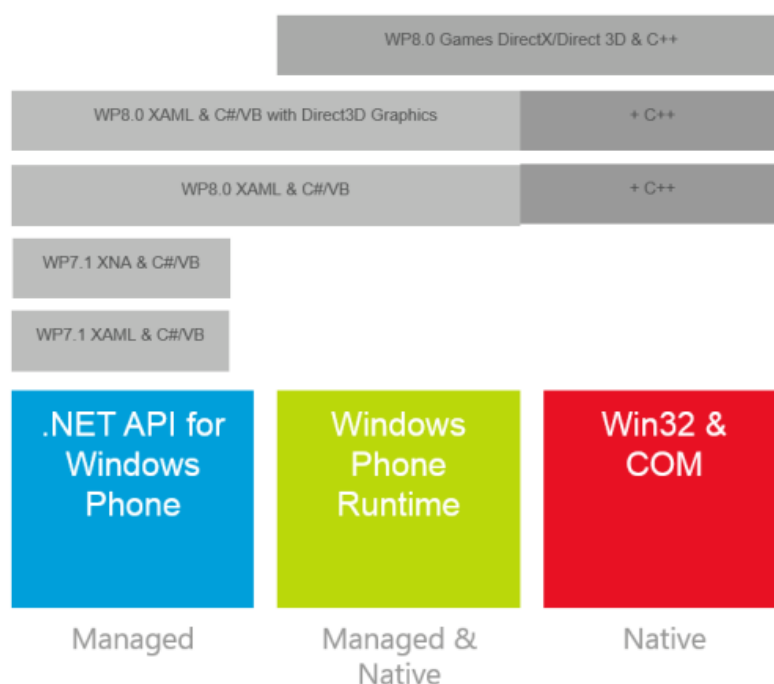 WP8.0 Games DirectX/Direct 3D & C++
WP8.0 XAML & C#/VB with Direct3D Graphics
+ C++
WP8.0 XAML & C#/VB
+ C++
WP7.1 XNA & C#/VB
WP7.1 XAML & C#/VB
.NET API for
Windows
Phone
Windows
Phone
Runtime
Win32 &
COM
Managed
Managed &
Native
Native